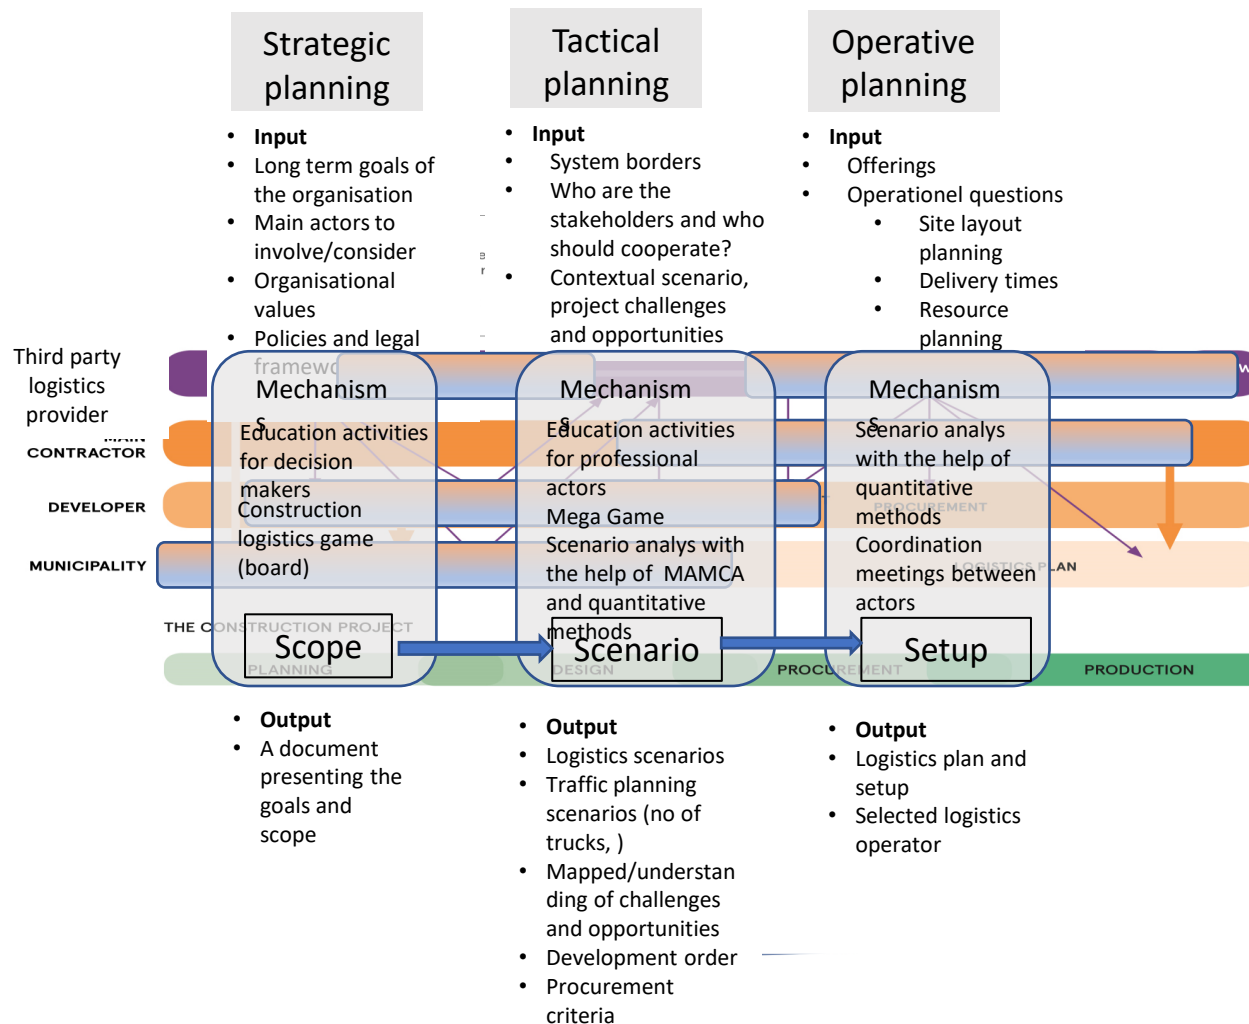 Strategic
planning
• Input
• Long term goals of
the organisation
• Main actors to
involve/consider
• Organisational
values
• Policies and legal
framewo
Tactical
planning
• Input
• System borders
• Who are the
stakeholders and who
should cooperate?
• Contextual scenario,
project challenges
and opportunities
Operative
planning
• Input
• Offerings
• Operationel questions
• Site layout
planning
• Delivery times
• Resource
planning
Third party
logistics
provider
MAIN
CONTRACTOR
DEVELOPER
MUNICIPALITY
Mechanism
s
Education activities
for decision
makers
Construction
logistics game
(board)
Scope
Mechanism
s
Education activities
for professional
actors
Mega Game
Scenario analys with
the help of MAMCA
and quantitative
methods
Scenario
Mechanism
s
Scenario analys
with the help of
quantitative
methods
Coordination
meetings between
actors
Setup
PROCUREMENT
LOGISTICS PLAN
THE CONSTRUCTION PROJECT
PLANNING
DESIGN
PROCUREMENT
PRODUCTION
• Output
• A document
presenting the
goals and
scope
• Output
• Logistics scenarios
• Traffic planning
scenarios (no of
trucks, )
• Mapped/understan
ding of challenges
and opportunities
• Development order
• Procurement
criteria
• Output
• Logistics plan and
setup
• Selected logistics
operator